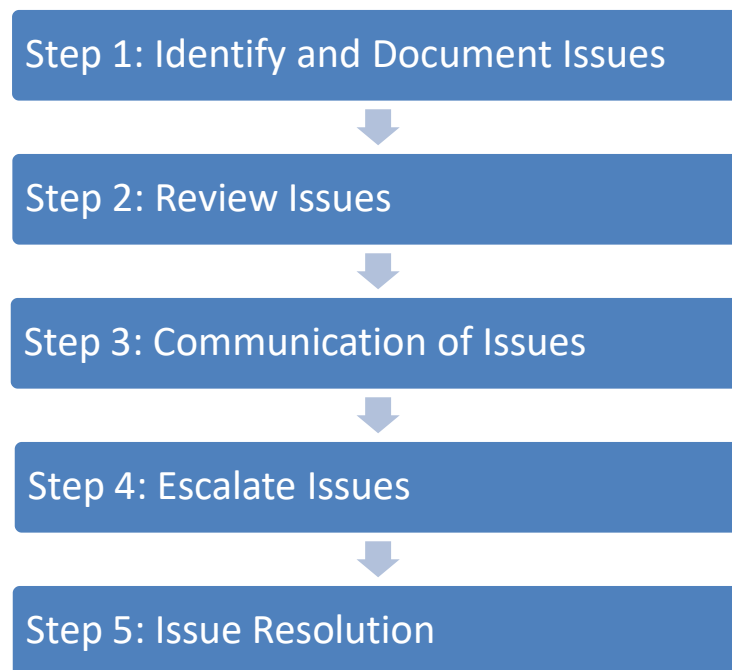 Step 1: Identify and Document Issues
Step 2: Review Issues
Step 3: Communication of Issues
Step 4: Escalate Issues
Step 5: Issue Resolution